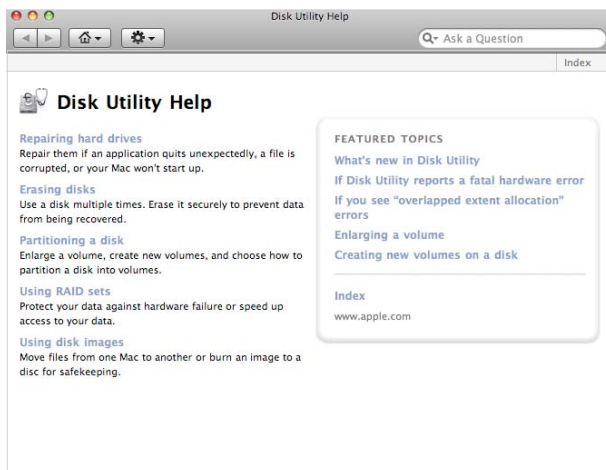 Disk Utility Help
Ask a Question
Index
Disk Utility Help
Repairing hard drives
Repair them if an application quits unexpectedly, a file is
corrupted, or your Mac won't start up.
Erasing disks
Use a disk multiple times. Erase it securely to prevent data
from being recovered.
Partitioning a disk
Enlarge a volume, create new volumes, and choose how to
partition a disk into volumes.
Using RAID sets
Protect your data against hardware failure or speed up
access to your data.
Using disk images
Move files from one Mac to another or burn an image to a
disc for safekeeping.
FEATURED TOPICS
What's new in Disk Utility
If Disk Utility reports a fatal hardware error
If you see "overlapped extent allocation"
errors
Enlarging a volume
Creating new volumes on a disk
Index
www.apple.com